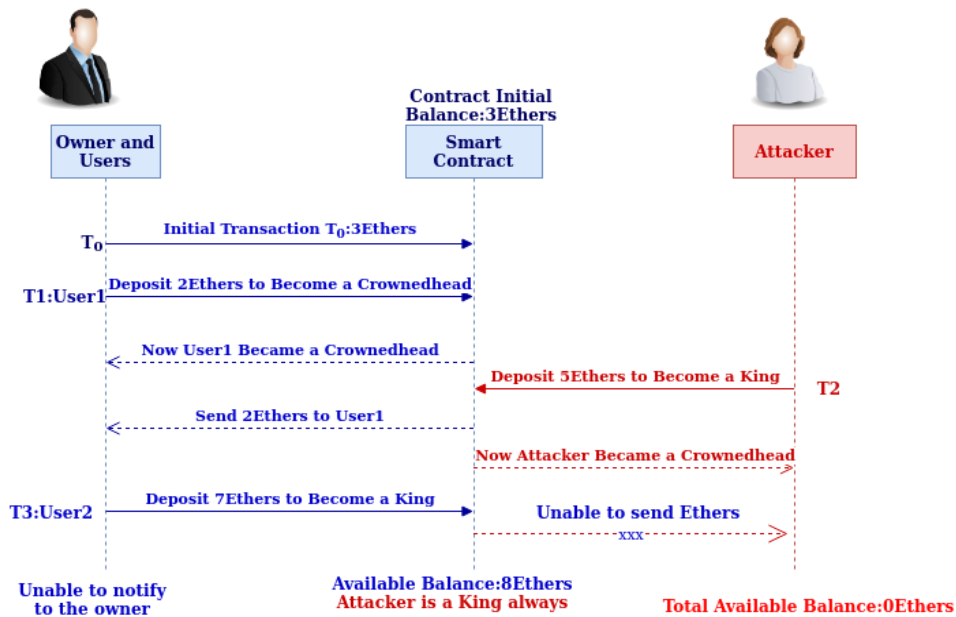 Contract Initial
Balance:3Ethers
Owner and
Users
Smart
Contract
Attacker
Initial Transaction T0:3Ethers
T0
Deposit 2Ethers to Become a Crownedhead
T1:User1
Now User1 Became a Crownedhead
Deposit 5Ethers to Become a King
T2
Send 2Ethers to User1
Now Attacker Became a Crownedhead
Deposit 7Ethers to Become a King
T3:User2
Unable to send Ethers
xxx
Unable to notify
to the owner
Available Balance:8Ethers
Attacker is a King always
Total Available Balance:0Ethers